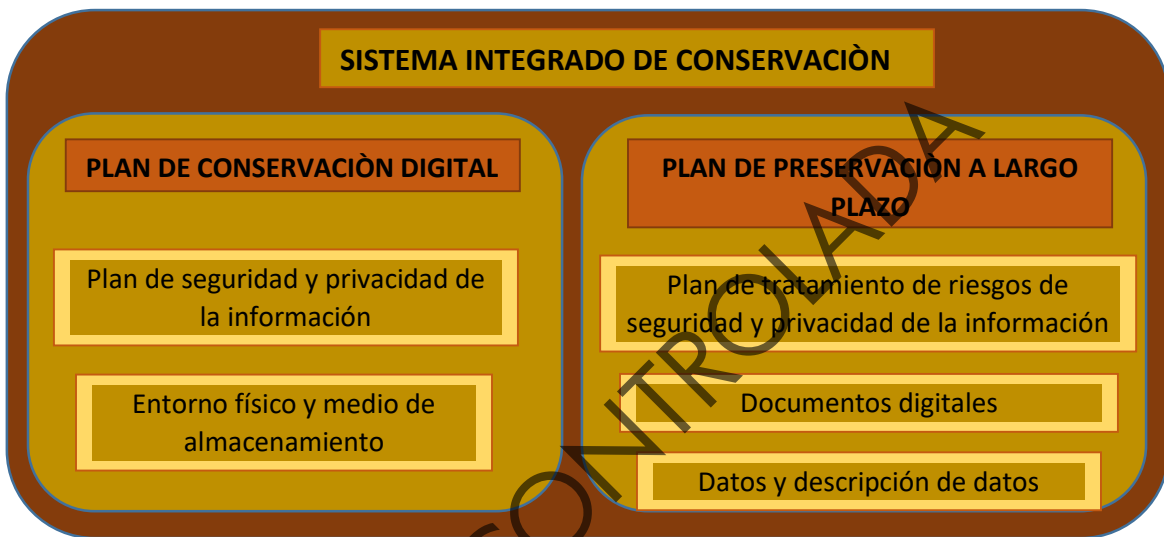 SISTEMA INTEGRADO DE CONSERVACIÒN
PLAN DE CONSERVACIÒN DIGITAL
Plan de seguridad y privacidad de
la información
Entorno físico y medio de
almacenamiento
PLAN DE PRESERVACIÒN A LARGO
PLAZO
Plan de tratamiento de riesgos de
seguridad y privacidad de la información
Documentos digitales
Datos y descripción de datos
CONTROLADA